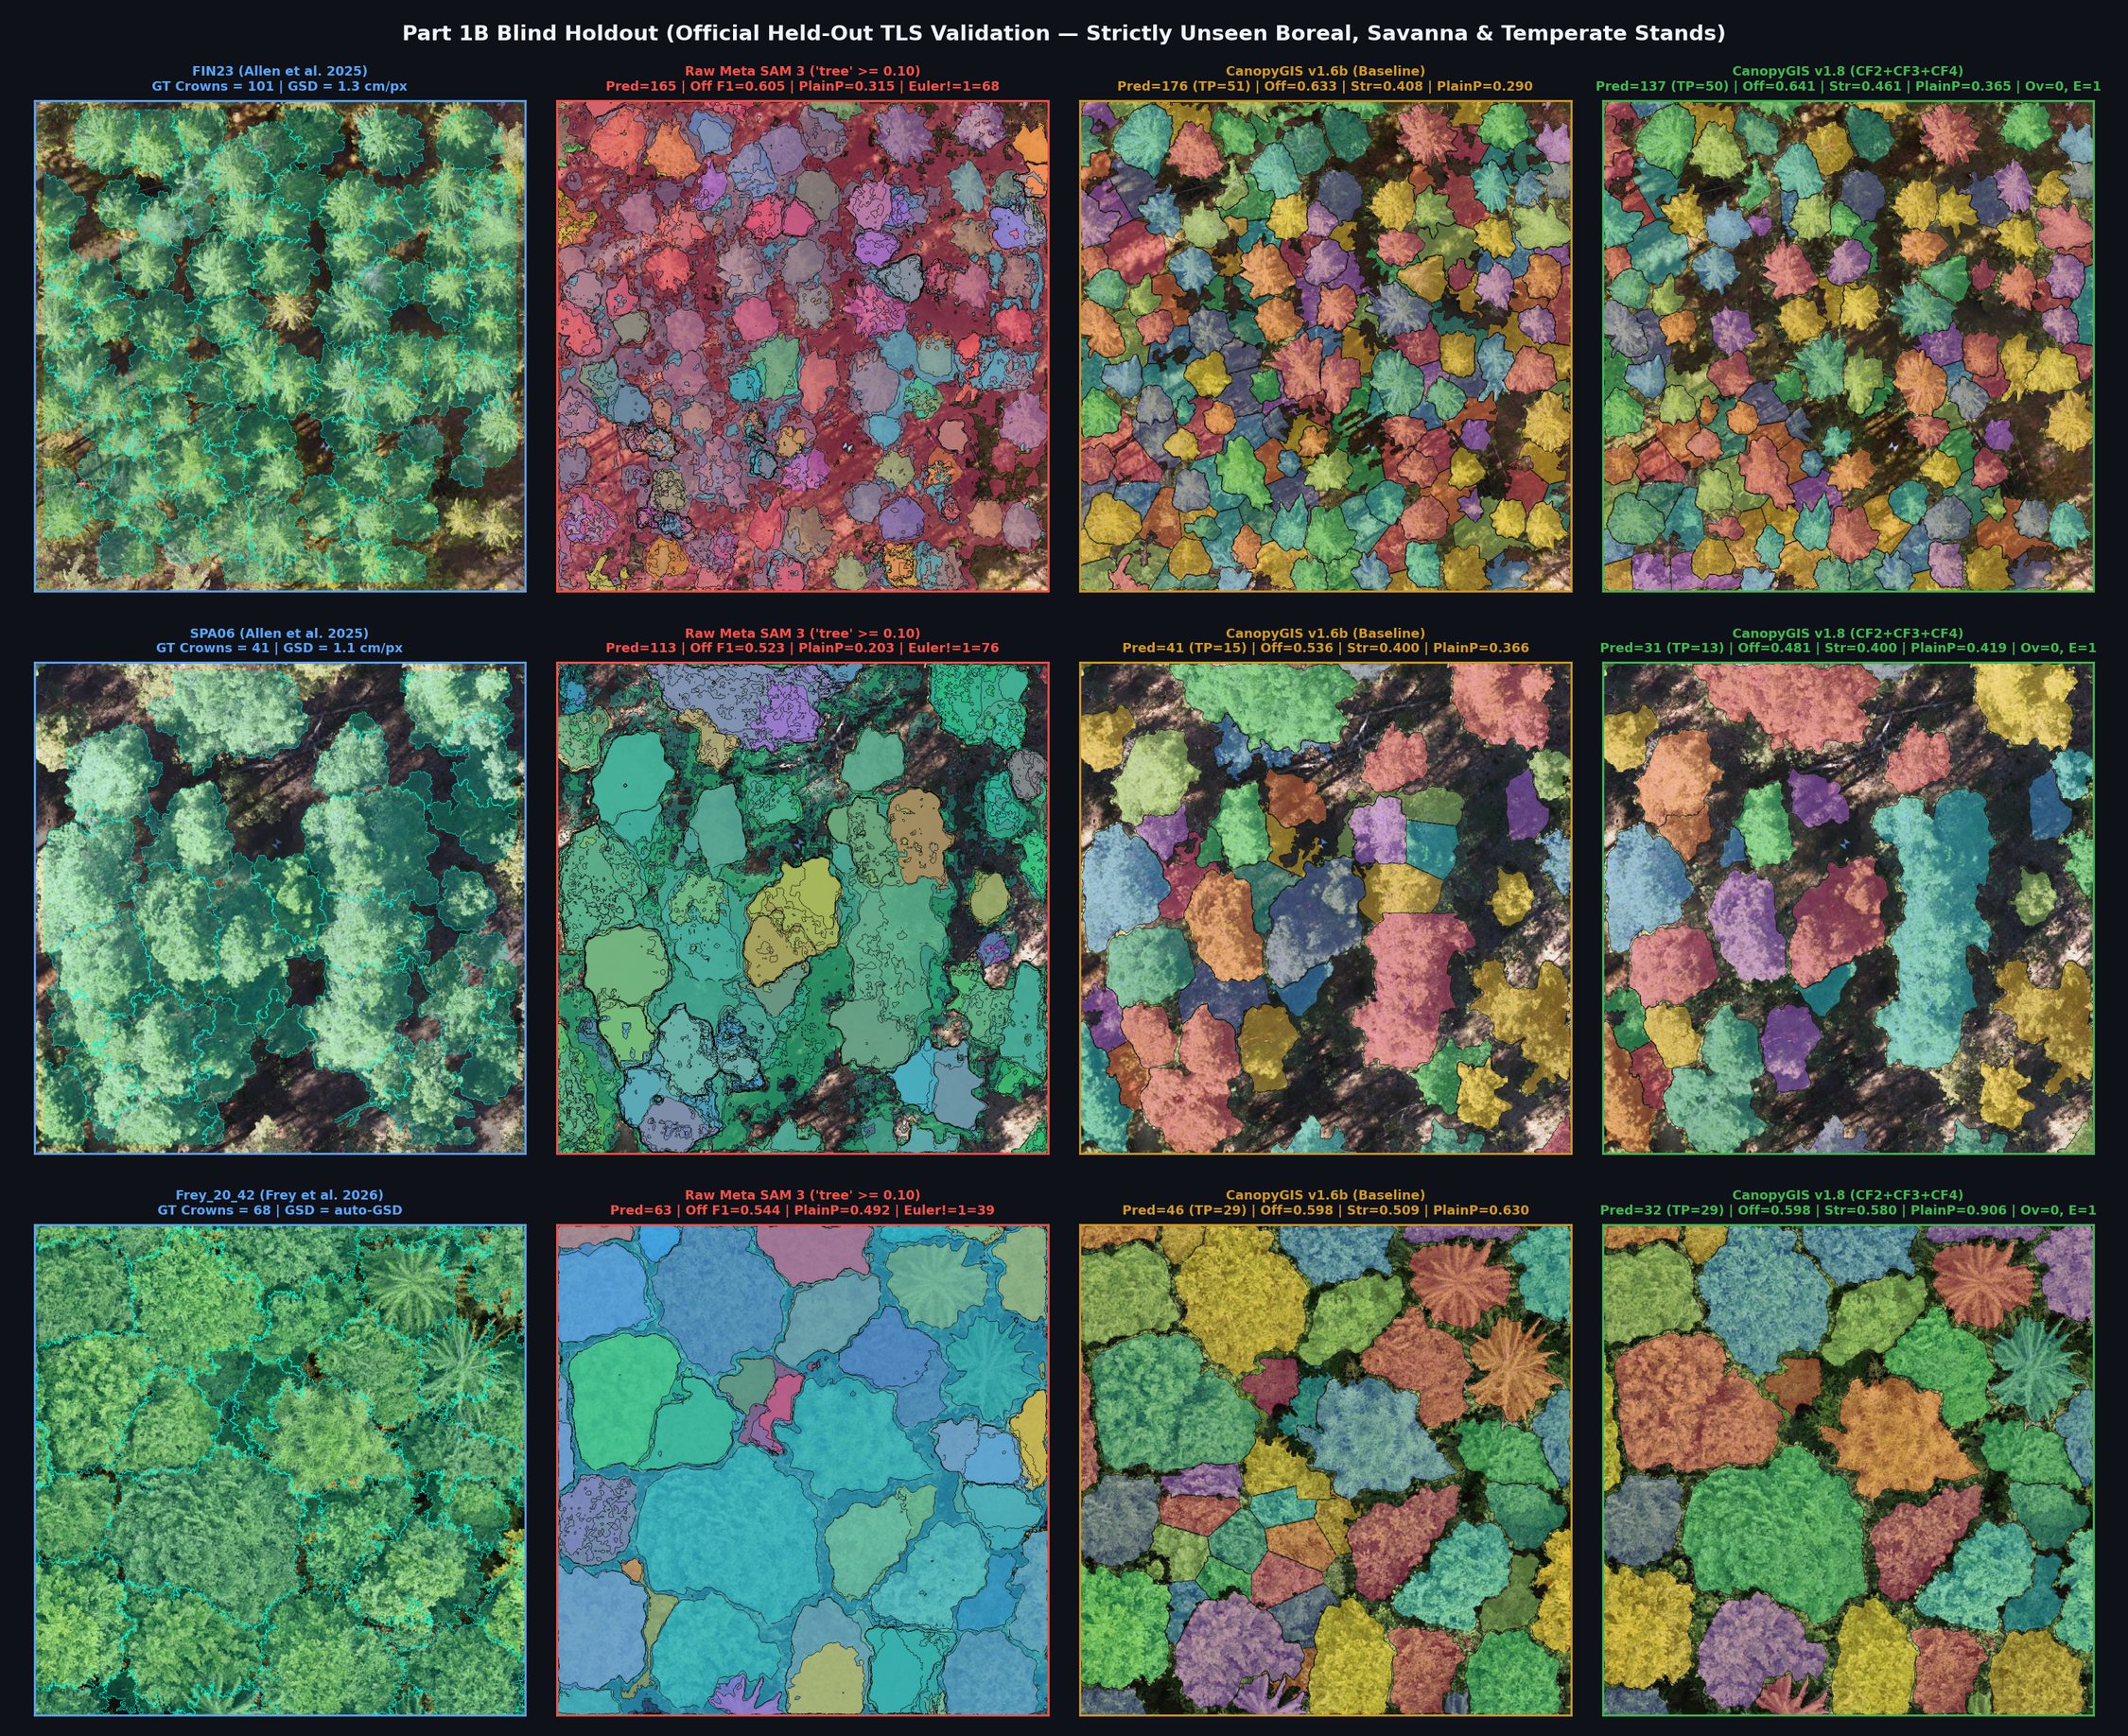 Part 1B Blind Holdout (Official Held-Out TLS Validation — Strictly Unseen Boreal, Savanna & Temperate Stands)
FIN23 (Allen et al. 2025)
GT Crowns = 101 | GSD = 1.3 cm/px
Raw Meta SAM 3 ('tree' >= 0.10)
Pred=165 | Off F1=0.605 | PlainP=0.315 | Euler!=1=68
CanopyGIS v1.6b (Baseline)
Pred=176 (TP=51) | Off=0.633 | Str=0.408 | PlainP=0.290
CanopyGIS v1.8 (CF2+CF3+CF4)
Pred=137 (TP=50) | Off=0.641 | Str=0.461 | PlainP=0.365 | Ov=0, E=1
SPA06 (Allen et al. 2025)
GT Crowns = 41 | GSD = 1.1 cm/px
Raw Meta SAM 3 ('tree' >= 0.10)
Pred=113 | Off F1=0.523 | PlainP=0.203 | Euler!=1=76
CanopyGIS v1.6b (Baseline)
Pred=41 (TP=15) | Off=0.536 | Str=0.400 | PlainP=0.366
CanopyGIS v1.8 (CF2+CF3+CF4)
Pred=31 (TP=13) | Off=0.481 | Str=0.400 | PlainP=0.419 | Ov=0, E=1
Frey_20_42 (Frey et al. 2026)
GT Crowns = 68 | GSD = auto-GSD
Raw Meta SAM 3 ('tree' >= 0.10)
Pred=63 | Off F1=0.544 | PlainP=0.492 | Euler!=1=39
CanopyGIS v1.6b (Baseline)
Pred=46 (TP=29) | Off=0.598 | Str=0.509 | PlainP=0.630
CanopyGIS v1.8 (CF2+CF3+CF4)
Pred=32 (TP=29) | Off=0.598 | Str=0.580 | PlainP=0.906 | Ov=0, E=1